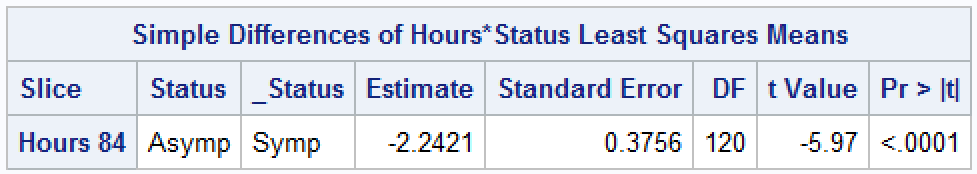 Simple Differences of Hours*Status Least Squares Means
Slice Status _Status Estimate Standard Error DF t Value Pr > |t|
Hours 84 Asymp Symp -2.2421 0.3756 120 -5.97 <.0001